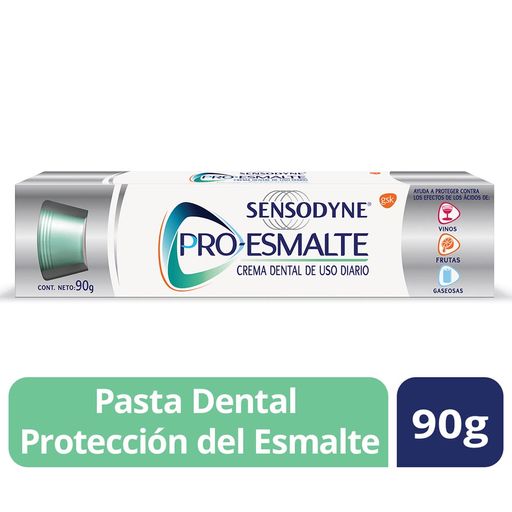 SENSODYNE®
PRO-ESMALTE
CREMA DENTAL DE USO DIARIO
CONT. NETO: 90g
gsk
AYUDA A PROTEGER CONTRA
LOS EFECTOS DE LOS ÁCIDOS DE:
VINOS
FRUTAS
GASEOSAS
Pasta Dental
Protección del Esmalte
90g